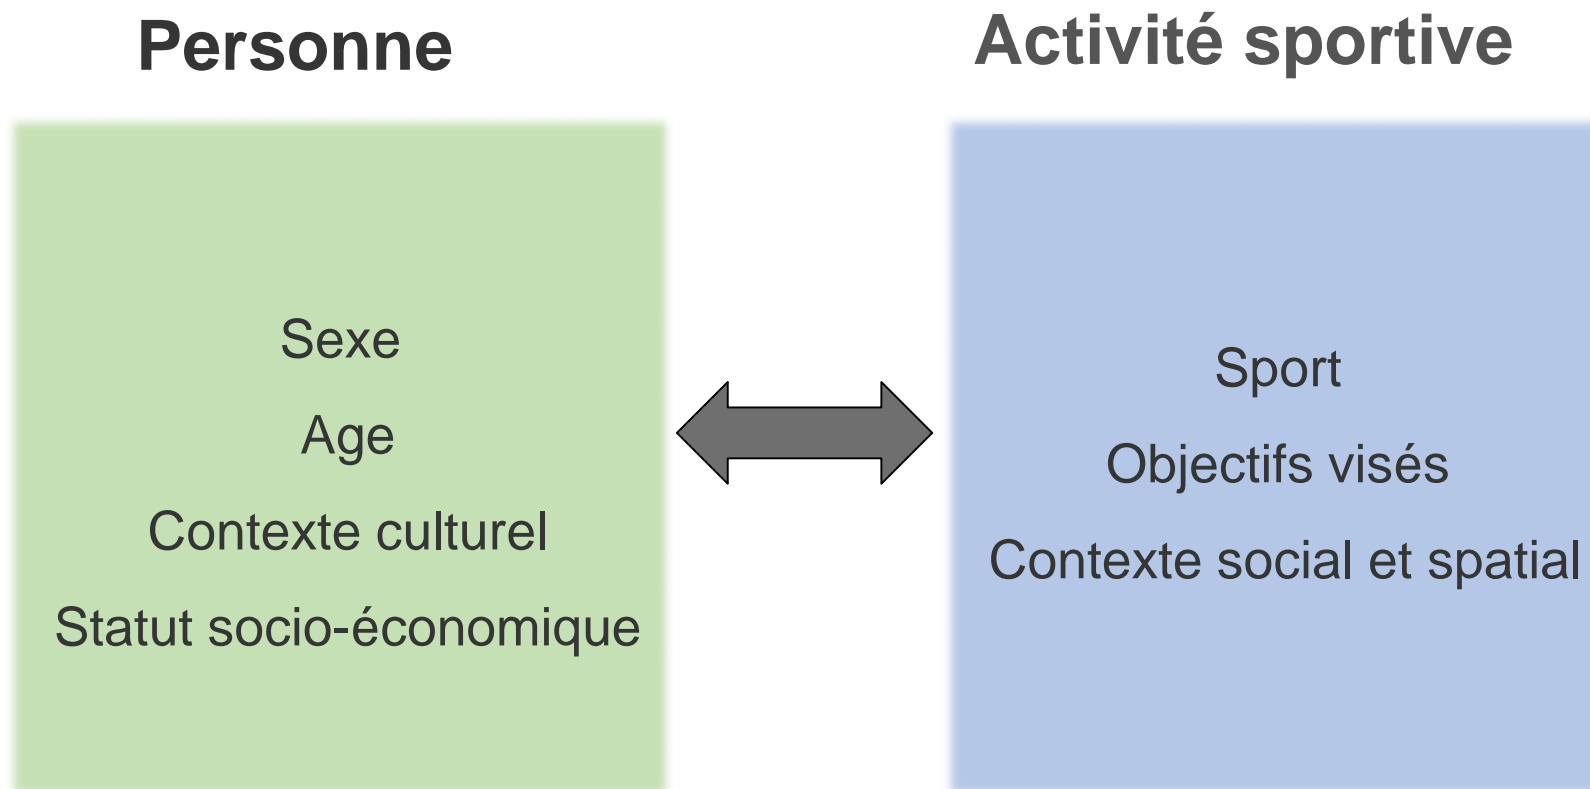 Personne
Activité sportive
Sexe
Age
Contexte culturel
Statut socio-économique
Sport
Objectifs visés
Contexte social et spatial